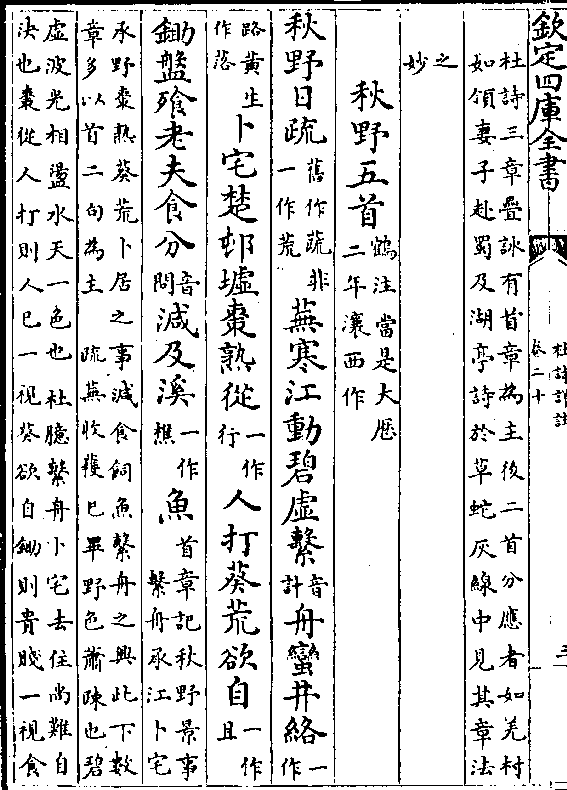 欽定四庫全書
杜詩詳註
卷二十
杜詩三章疊詠有首章為主後二首分應者如羌村
如領妻子赴蜀及湖亭詩於草蛇灰線中見其章法
之
妙
秋野五首
鶴注當是大厯
二年瀼西作
秋野日疏
舊作蔬非
一作荒
蕪寒江動碧虛繫
音
計
舟蠻井絡
一
作
路黄生
作落
卜宅楚邨墟棗熟從
一作
行
人打葵荒欲自
一作
且
鋤盤飱老夫食分
音
問
減及溪
一作
樵
魚
首章記秋野景事
繫舟承江卜宅
承野棗熟葵荒卜居之事減食飼魚繫舟之興此下數
章多以首二句為主 疏蕪收穫已畢野色蕭踈也碧
虛波光相盪水天一色也 杜臆繫舟卜宅去住尚難自
決也棗從人打則人已一視葵欲自鋤則貴賤一視食